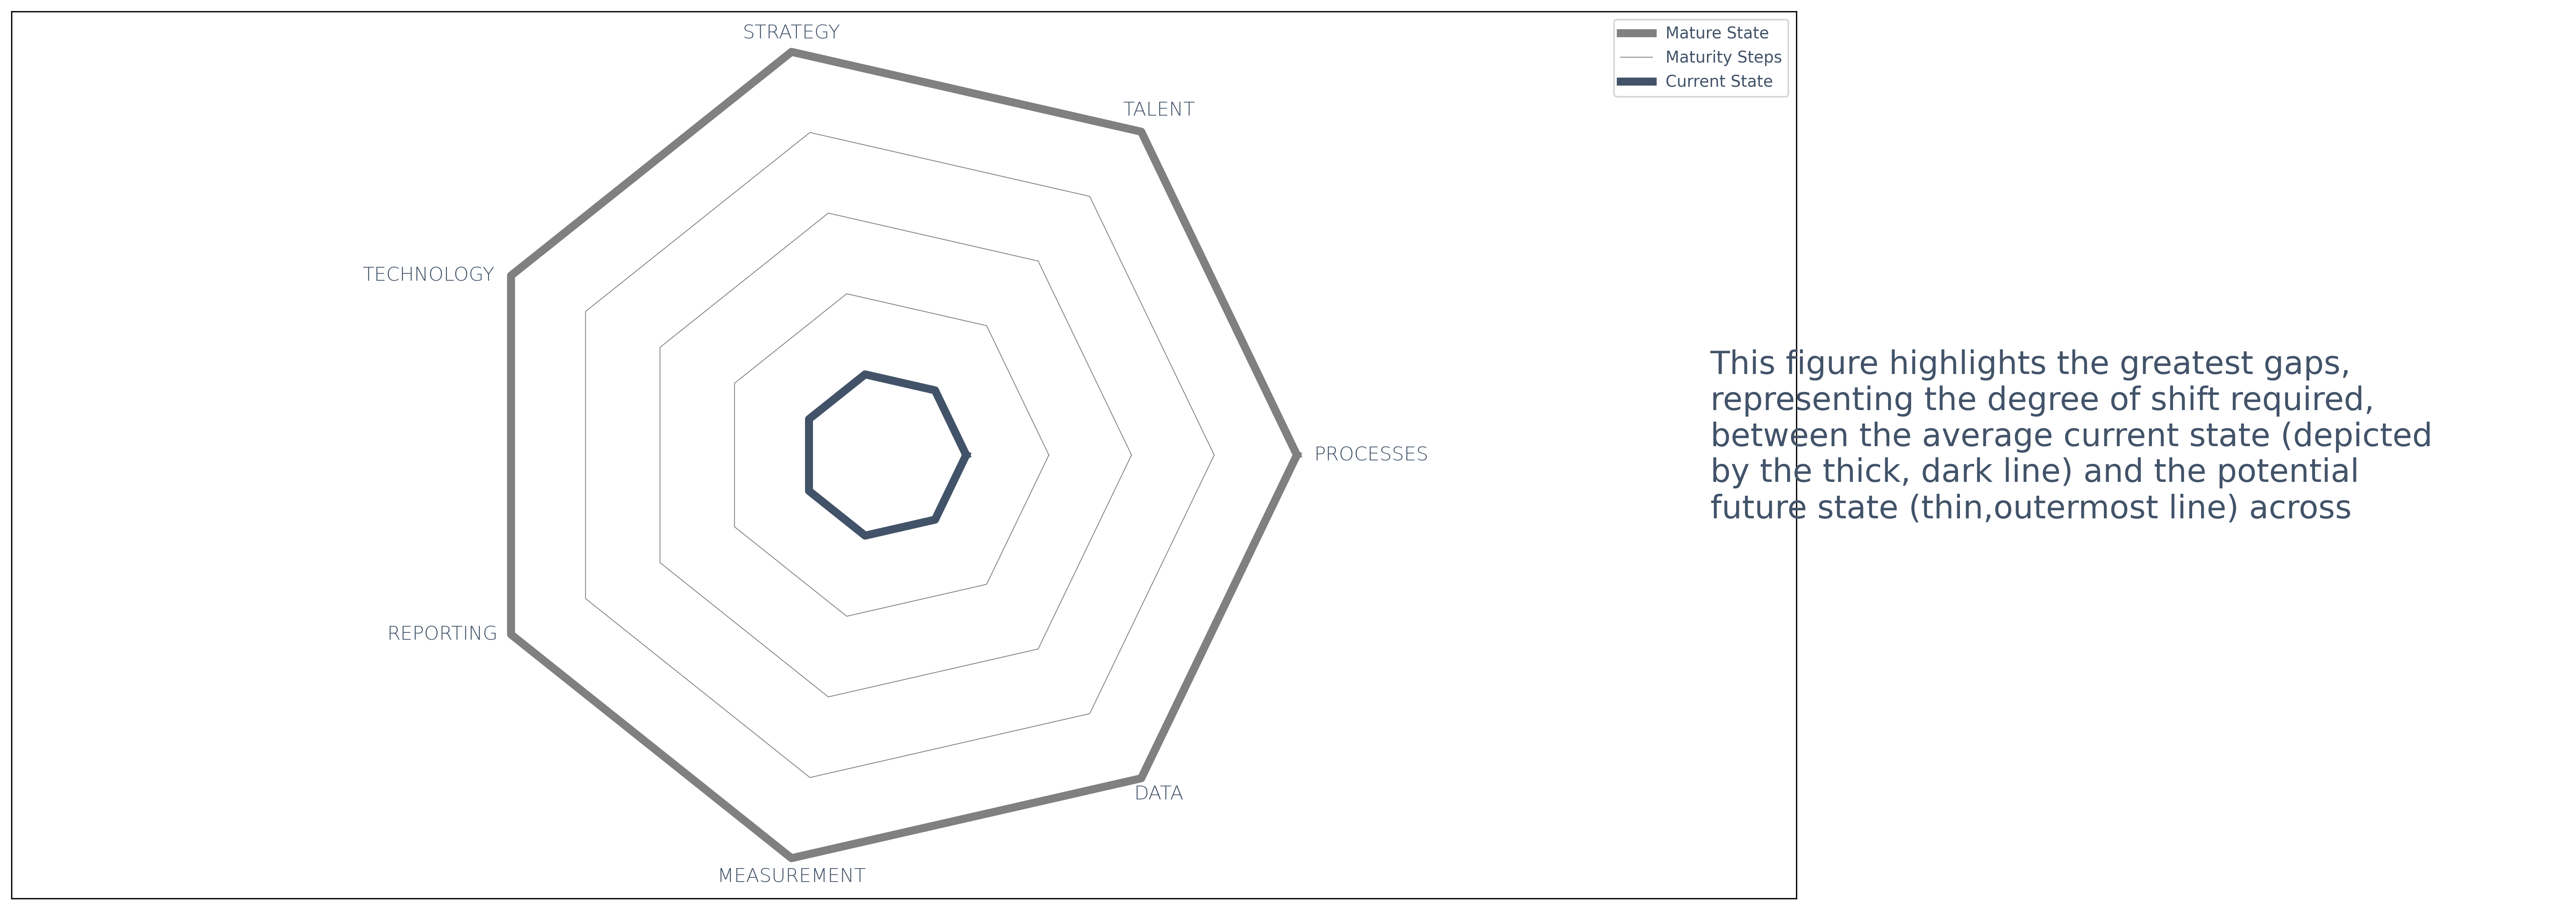 STRATEGY
Mature State
Maturity Steps
Current State
TALENT
TECHNOLOGY
PROCESSES
This figure highlights the greatest gaps,
representing the degree of shift required,
between the average current state (depicted
by the thick, dark line) and the potential
future state (thin,outermost line) across
REPORTING
DATA
MEASUREMENT